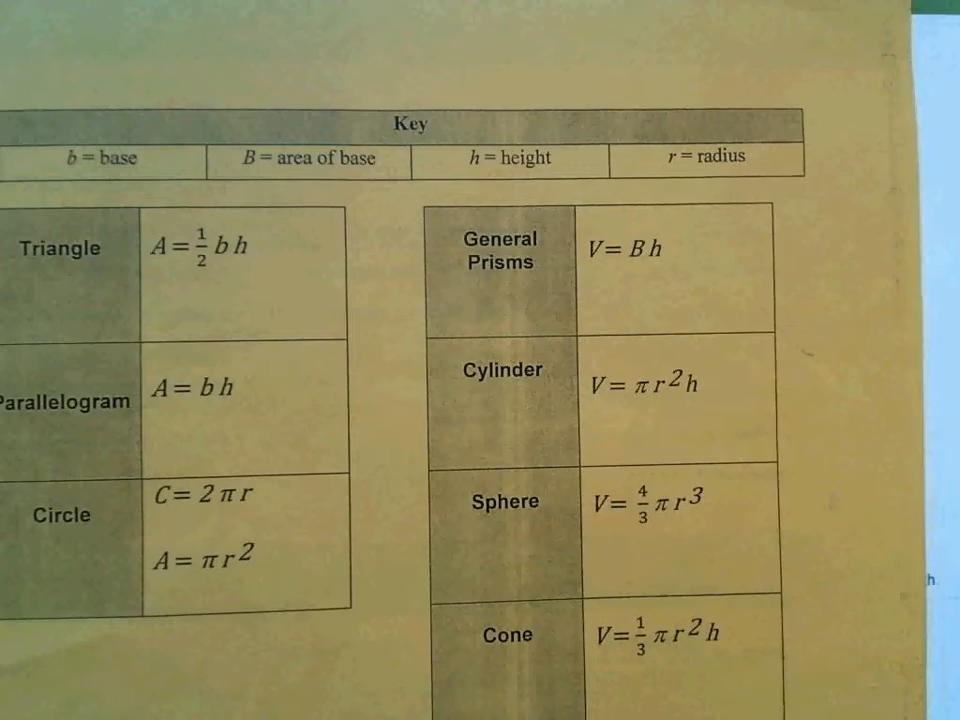 Key
b = base B = area of base h = height r = radius
Triangle A = 1/2 b h
Parallelogram A = b h
Circle C = 2 π r
A = π r²
General
Prisms V = B h
Cylinder V = π r² h
Sphere V = 4/3 π r³
Cone V = 1/3 π r² h
h